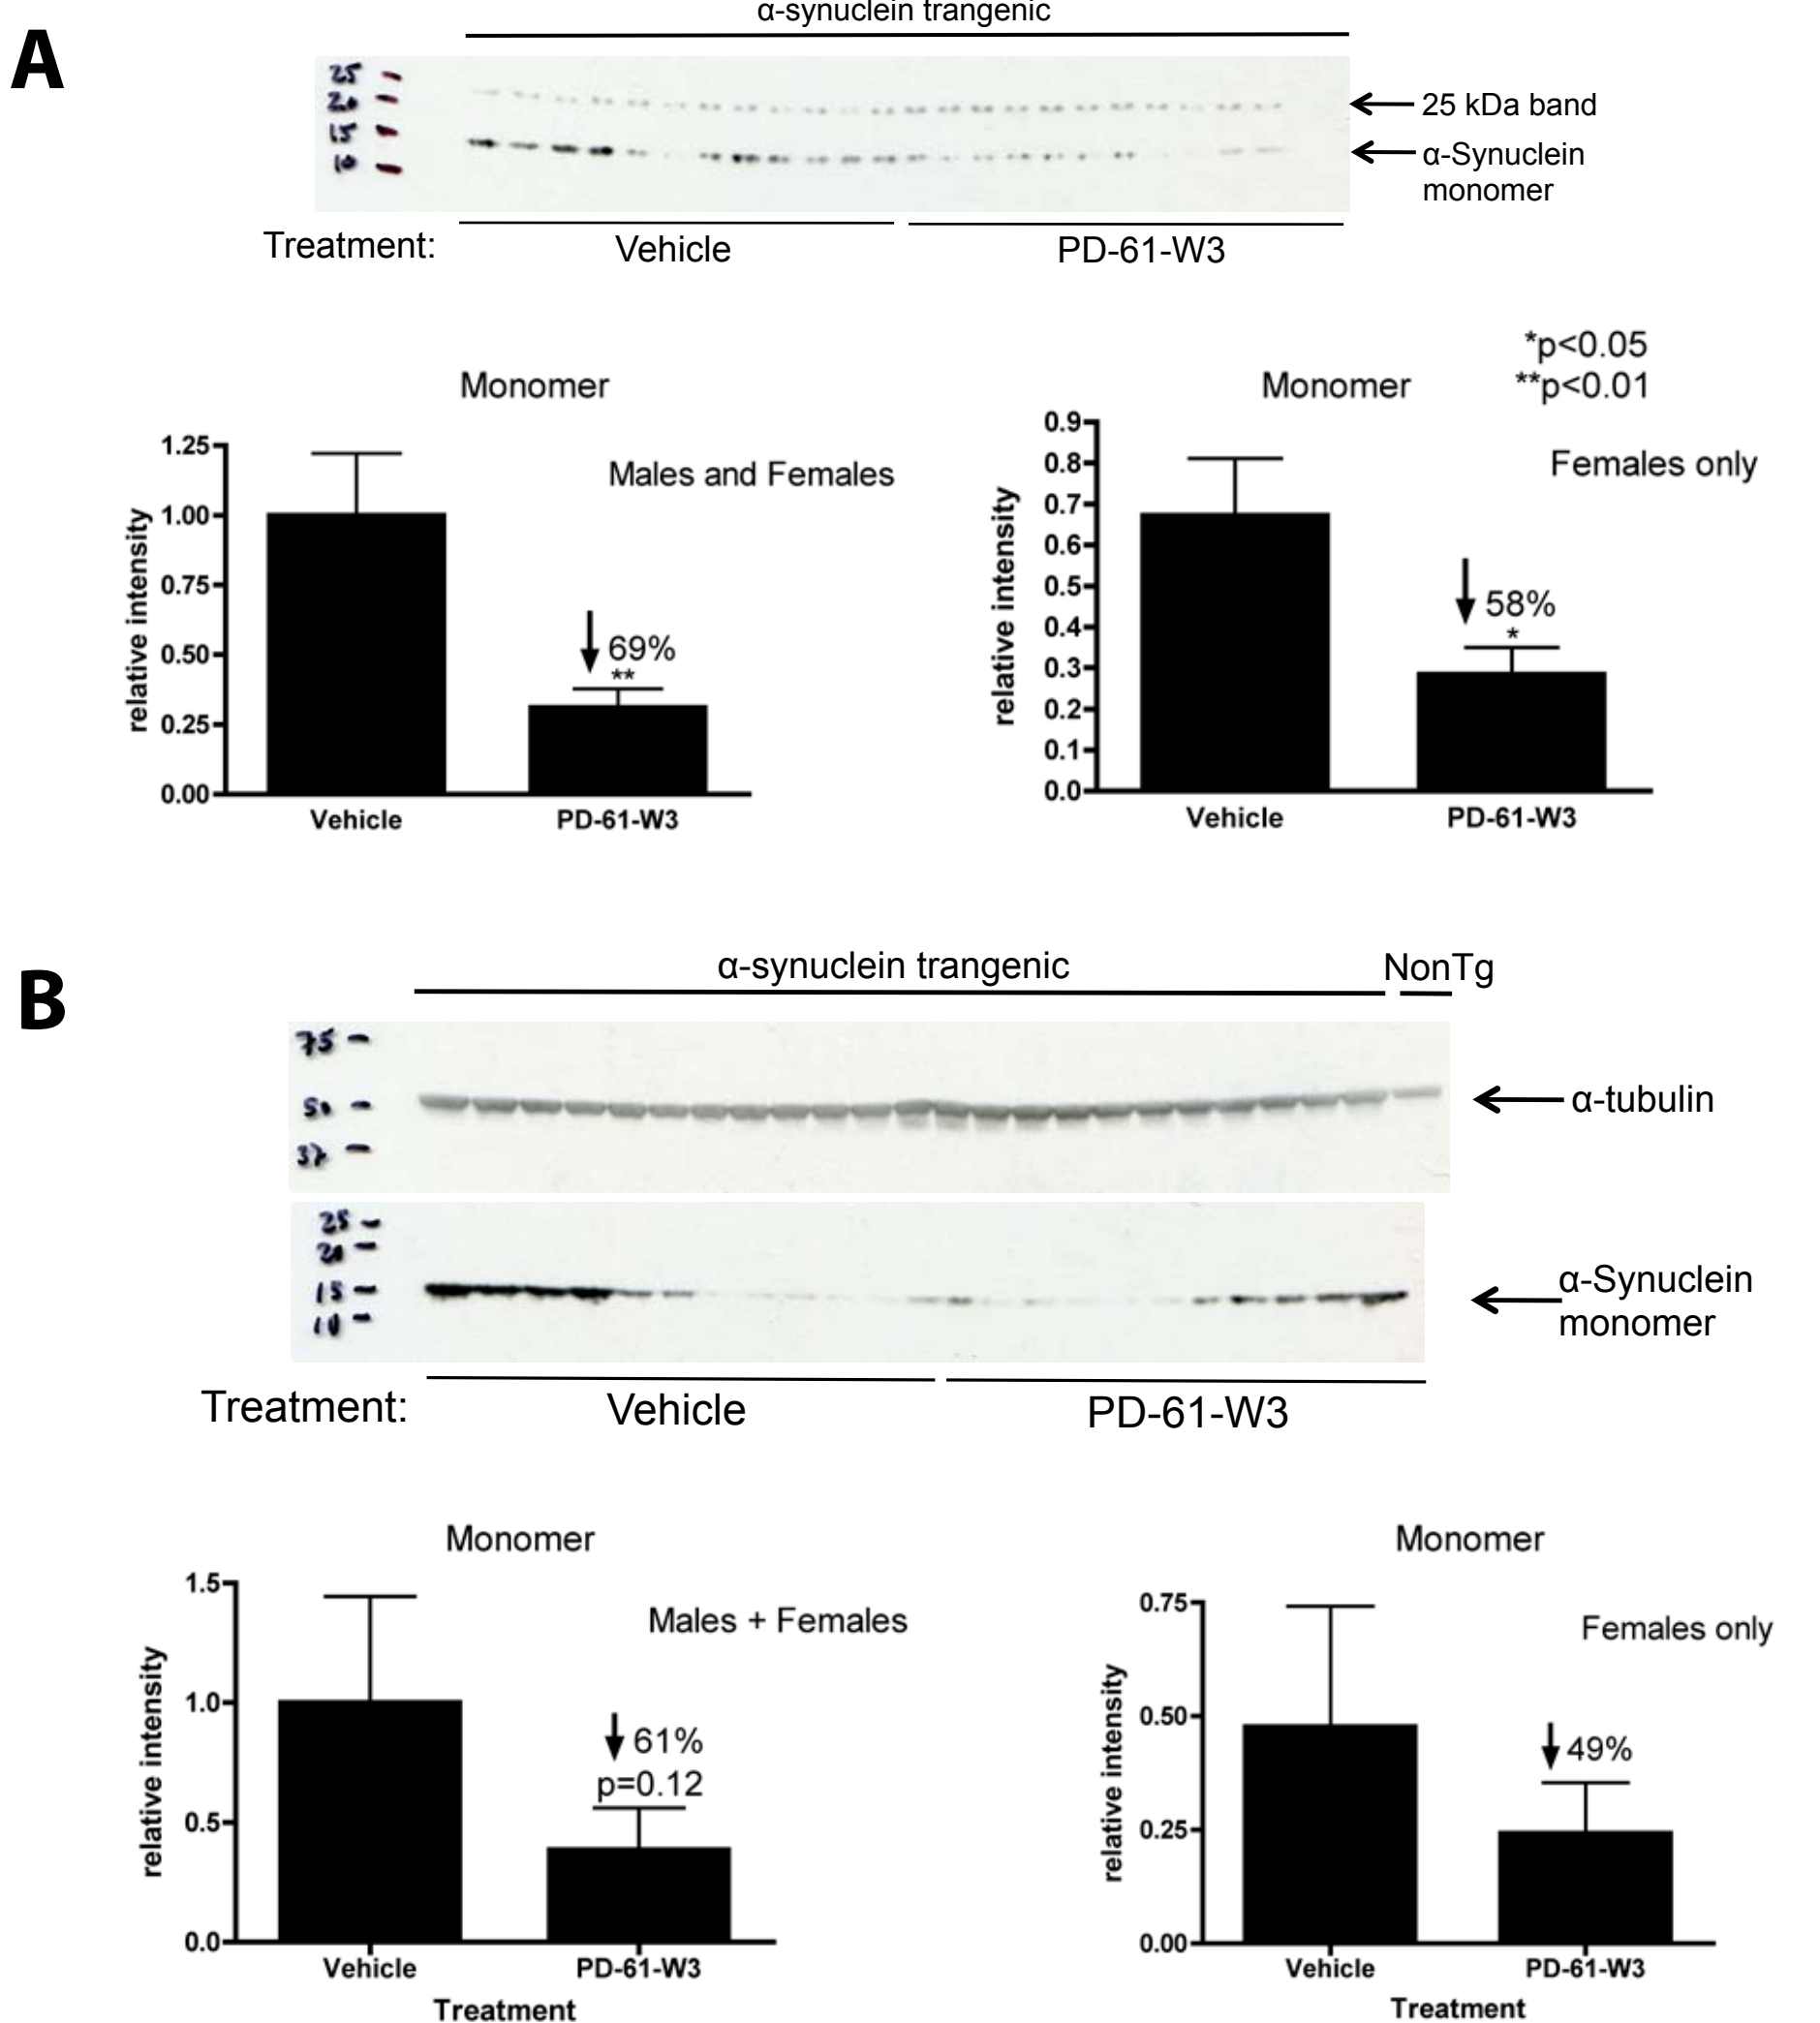 A
α-synuclein trangenic
25
20
15
10
25 kDa band
α-Synuclein
monomer
Treatment:
Vehicle
PD-61-W3
*p<0.05
**p<0.01
Monomer
Males and Females
relative intensity
1.25
1.00
0.75
0.50
0.25
0.00
69%
**
Vehicle
PD-61-W3
Monomer
Females only
relative intensity
0.9
0.8
0.7
0.6
0.5
0.4
0.3
0.2
0.1
0.0
58%
*
Vehicle
PD-61-W3
B
α-synuclein trangenic
NonTg
75
50
37
α-tubulin
25
20
15
10
α-Synuclein
monomer
Treatment:
Vehicle
PD-61-W3
Monomer
Males + Females
relative intensity
1.5
1.0
0.5
0.0
61%
p=0.12
Vehicle
PD-61-W3
Treatment
Monomer
Females only
relative intensity
0.75
0.50
0.25
0.00
49%
Vehicle
PD-61-W3
Treatment